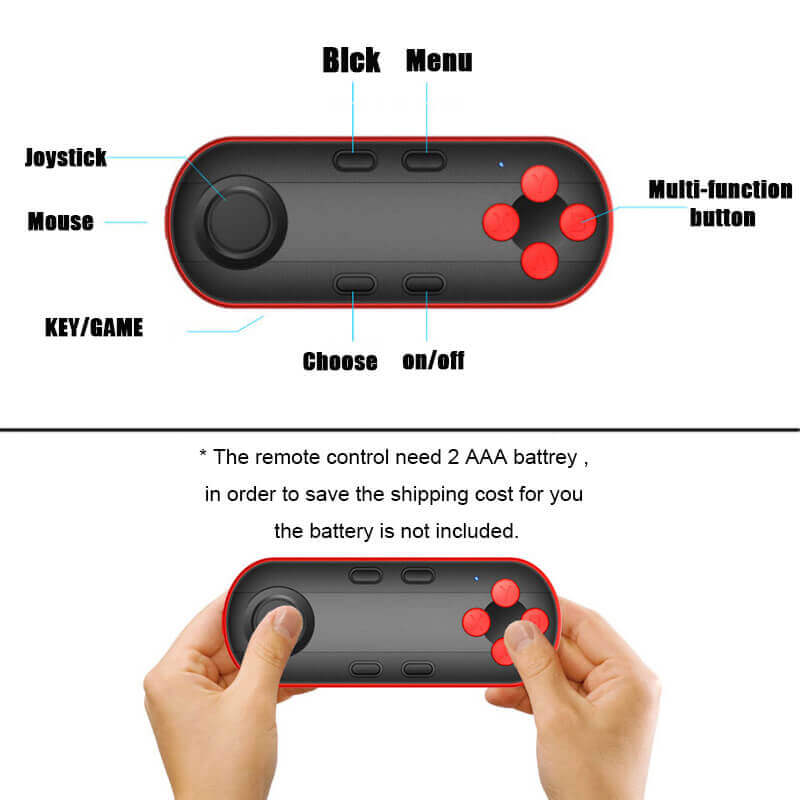 Blck Menu
Joystick
Multi-function
button
Mouse
KEY/GAME
Choose on/off
Y
X B
A
* The remote control need 2 AAA battrey ,
in order to save the shipping cost for you
the battery is not included.
Y
X